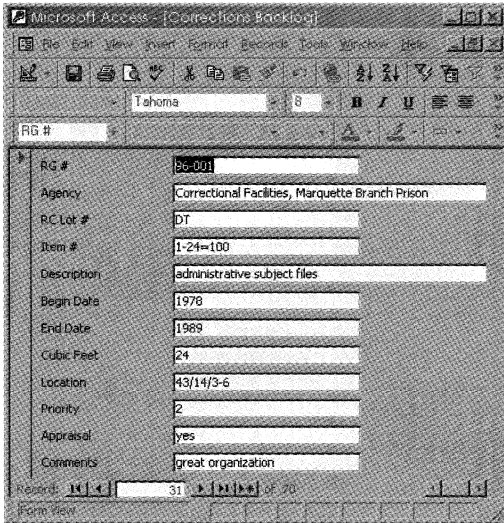 Microsoft Access - [Corrections Backlog]
File Edit View Insert Format Records Tools Window Help
Tahoma 8 B I U
RG #
RG # 96-001
Agency Correctional Facilities, Marquette Branch Prison
RC Lot # DT
Item # 1-24=100
Description administrative subject files
Begin Date 1978
End Date 1989
Cubic Feet 24
Location 43/14/3-6
Priority 2
Appraisal yes
Comments great organization
Record: 31 of 70
Form View